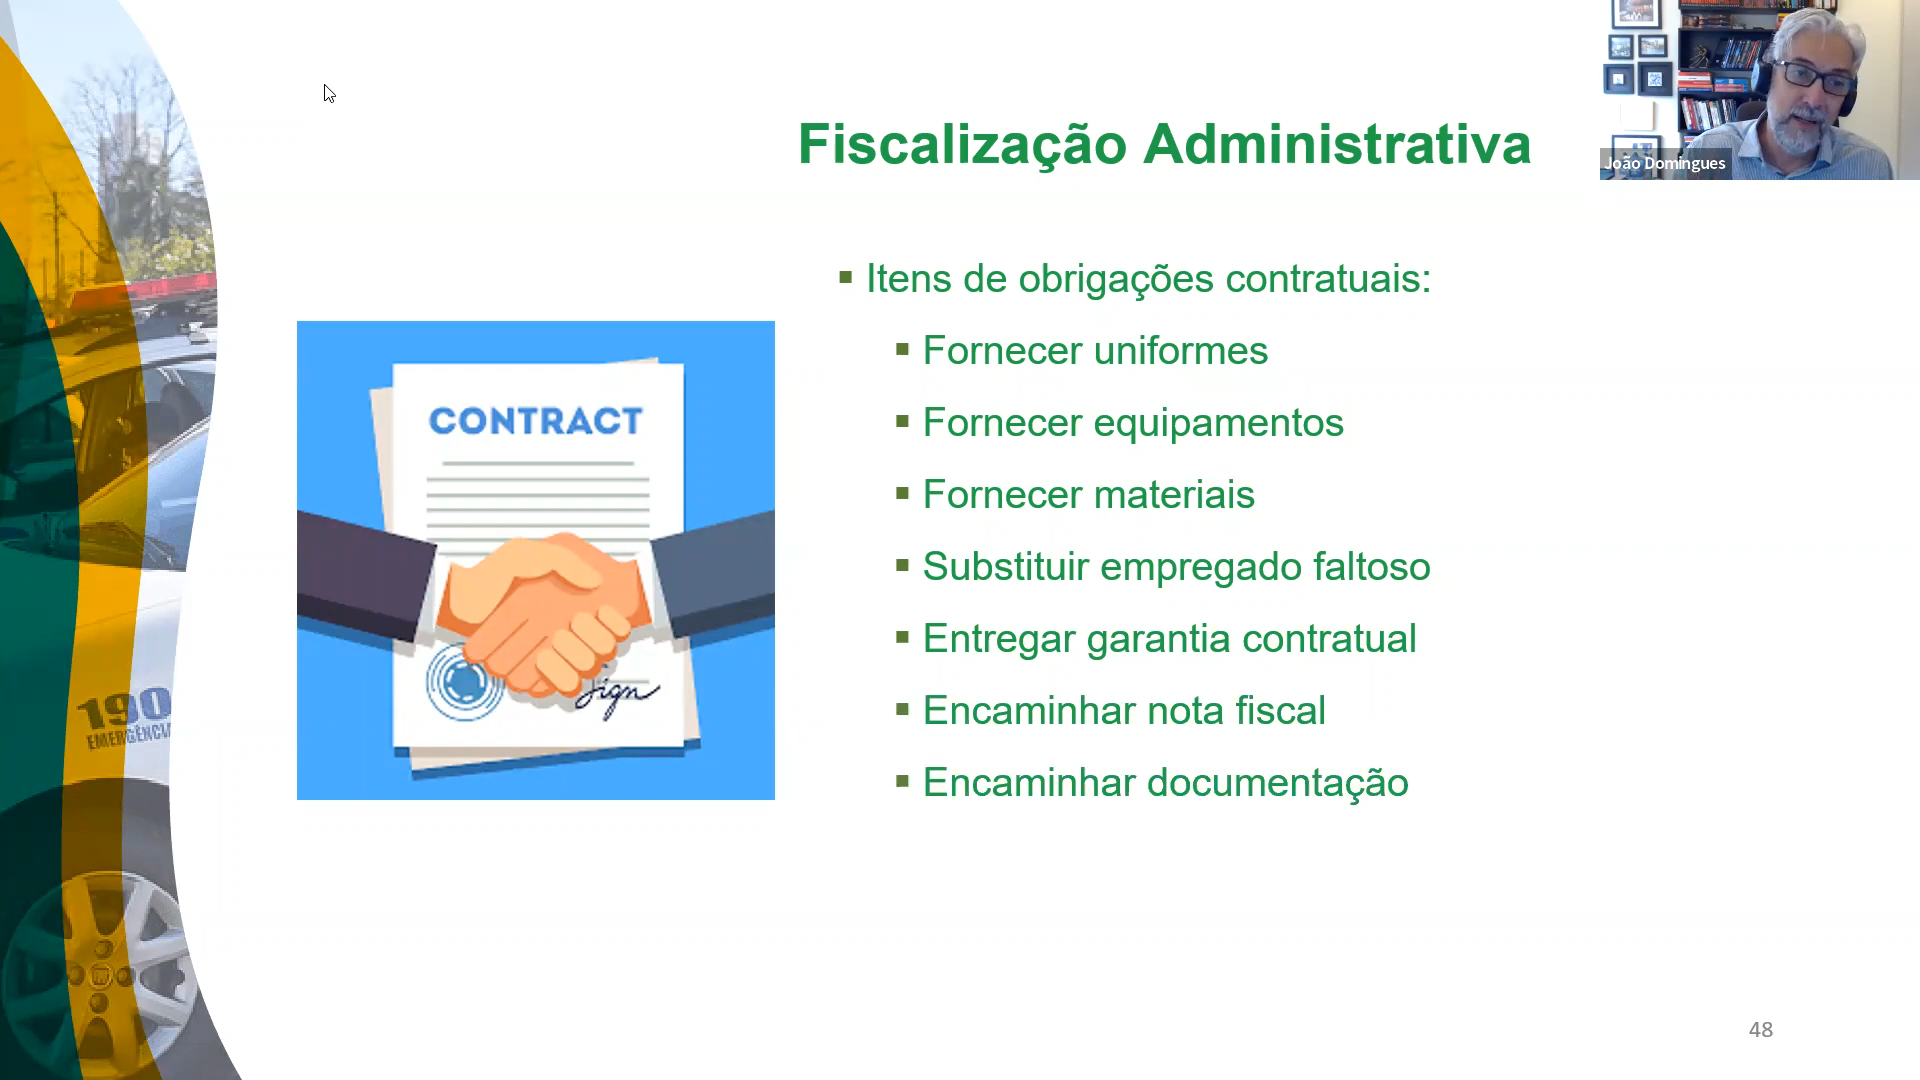 Fiscalização Administrativa
João Domingues
Itens de obrigações contratuais:
Fornecer uniformes
Fornecer equipamentos
Fornecer materiais
Substituir empregado faltoso
Entregar garantia contratual
Encaminhar nota fiscal
Encaminhar documentação
CONTRACT
Sign
190
EMERGÊNCIA
48